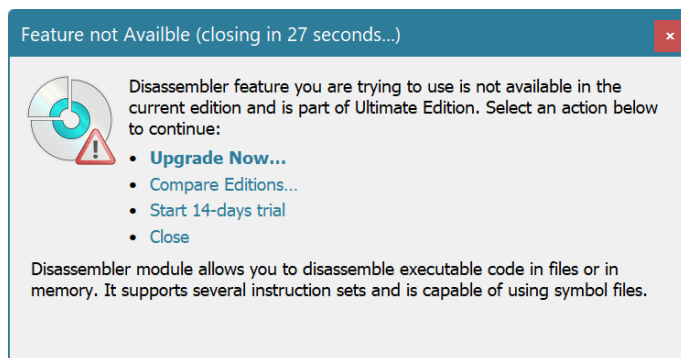 Feature not Availble (closing in 27 seconds...)
Disassembler feature you are trying to use is not available in the
current edition and is part of Ultimate Edition. Select an action below
to continue:
• Upgrade Now...
• Compare Editions...
• Start 14-days trial
• Close
Disassembler module allows you to disassemble executable code in files or in
memory. It supports several instruction sets and is capable of using symbol files.